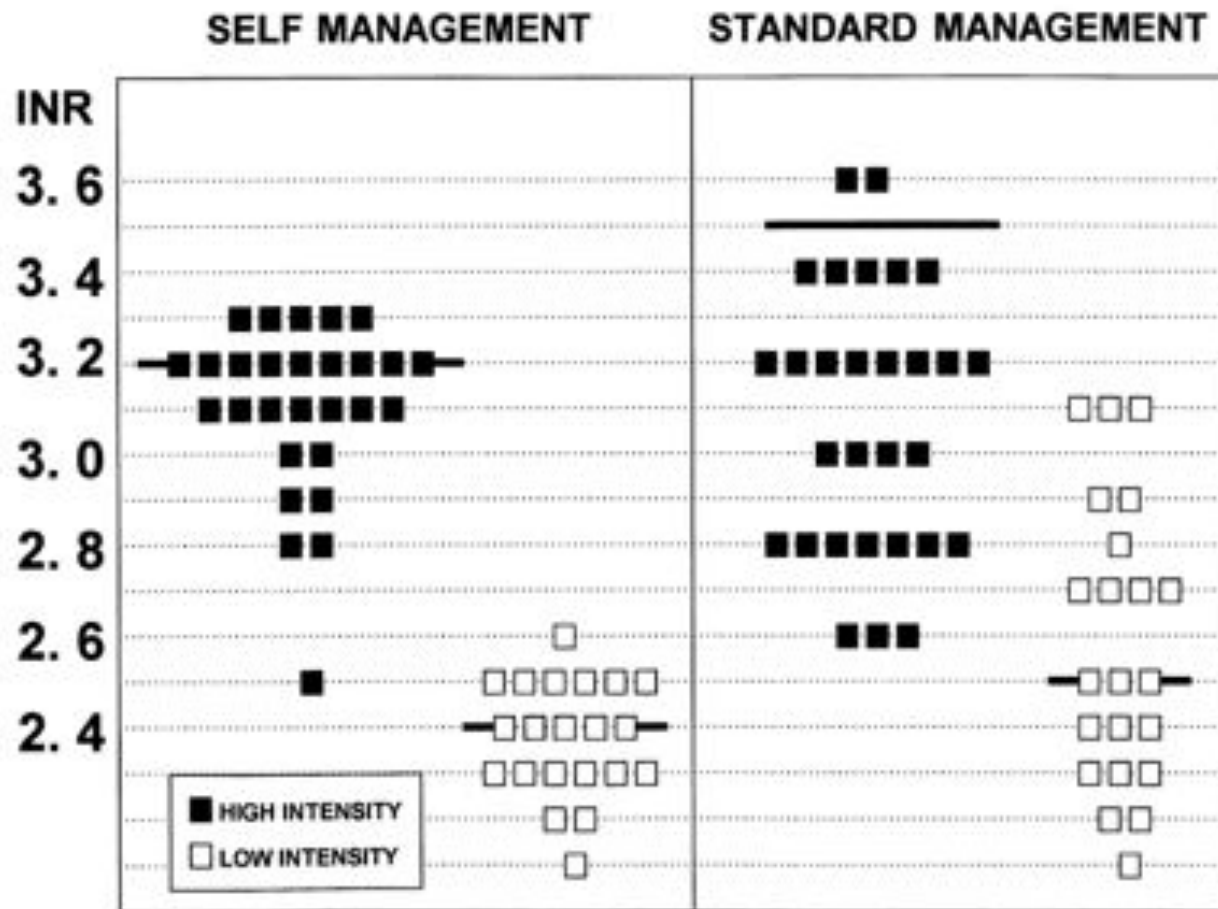 SELF MANAGEMENT
STANDARD MANAGEMENT
INR
3. 6
3. 4
3. 2
3. 0
2. 8
2. 6
2. 4
HIGH INTENSITY
LOW INTENSITY